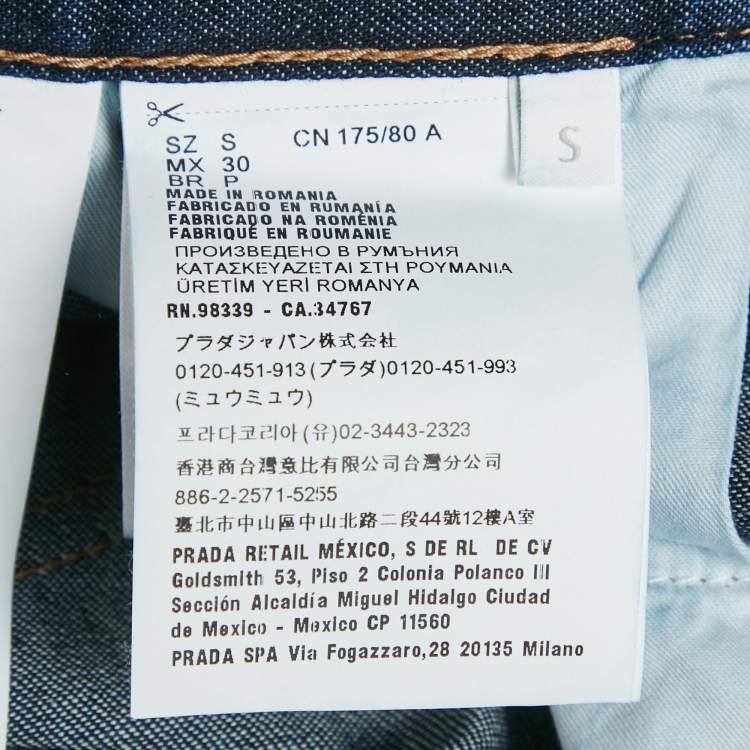 SZ S CN 175/80 A
MX 30
BR P
S
MADE IN ROMANIA
FABRICADO EN RUMANÍA
FABRICADO NA ROMÊNIA
FABRIQUÉ EN ROUMANIE
ПРОИЗВЕДЕНО В РУМЪНИЯ
ΚΑΤΑΣΚΕΥΑΖΕΤΑΙ ΣΤΗ ΡΟΥΜΑΝΙΑ
ÜRETİM YERİ ROMANYA
RN.98339 - CA.34767
プラダジャパン株式会社
0120-451-913(プラダ)0120-451-993
(ミュウミュウ)
프라다코리아(유)02-3443-2323
香港商台灣意比有限公司台灣分公司
886-2-2571-5255
臺北市中山區中山北路二段44號12樓A室
PRADA RETAIL MÉXICO, S DE RL DE CV
Goldsmith 53, Piso 2 Colonia Polanco III
Sección Alcaldía Miguel Hidalgo Ciudad
de Mexico - Mexico CP 11560
PRADA SPA Via Fogazzaro,28 20135 Milano